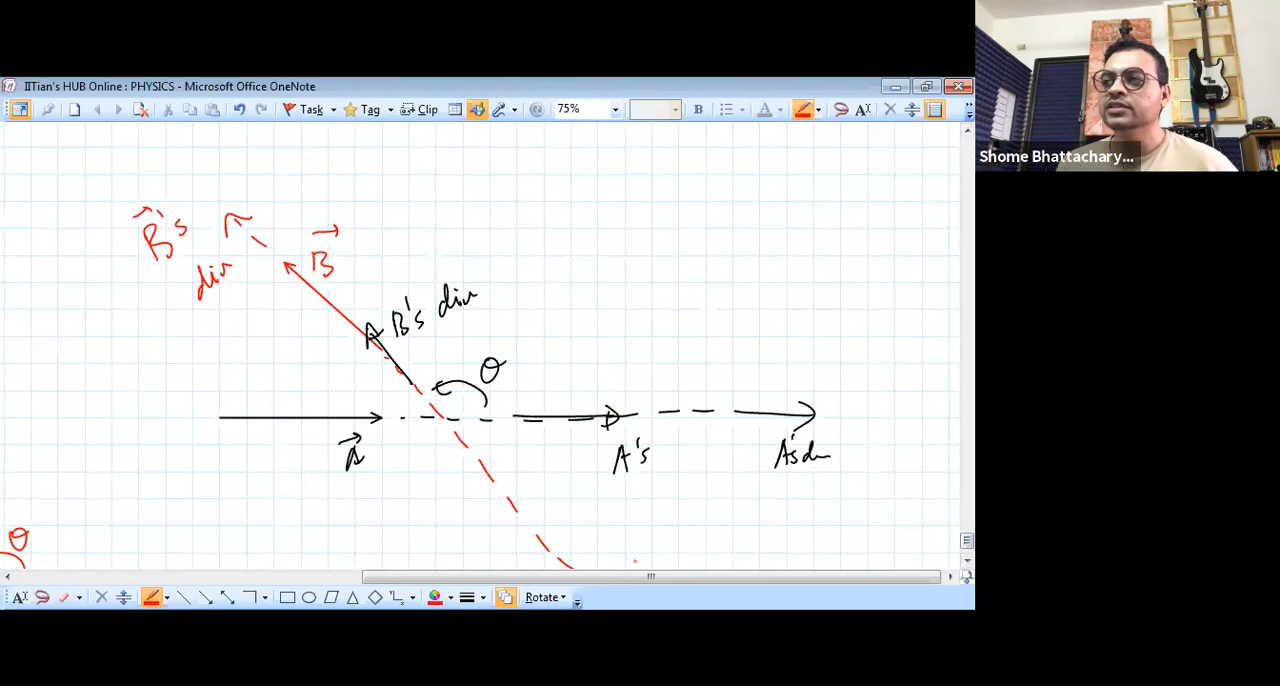 IITian's HUB Online : PHYSICS - Microsoft Office OneNote
Task Tag Clip 75% B A
Shome Bhattachary...
B's
dir
B
B's dir
θ
A
A's
A's dir
θ
Rotate